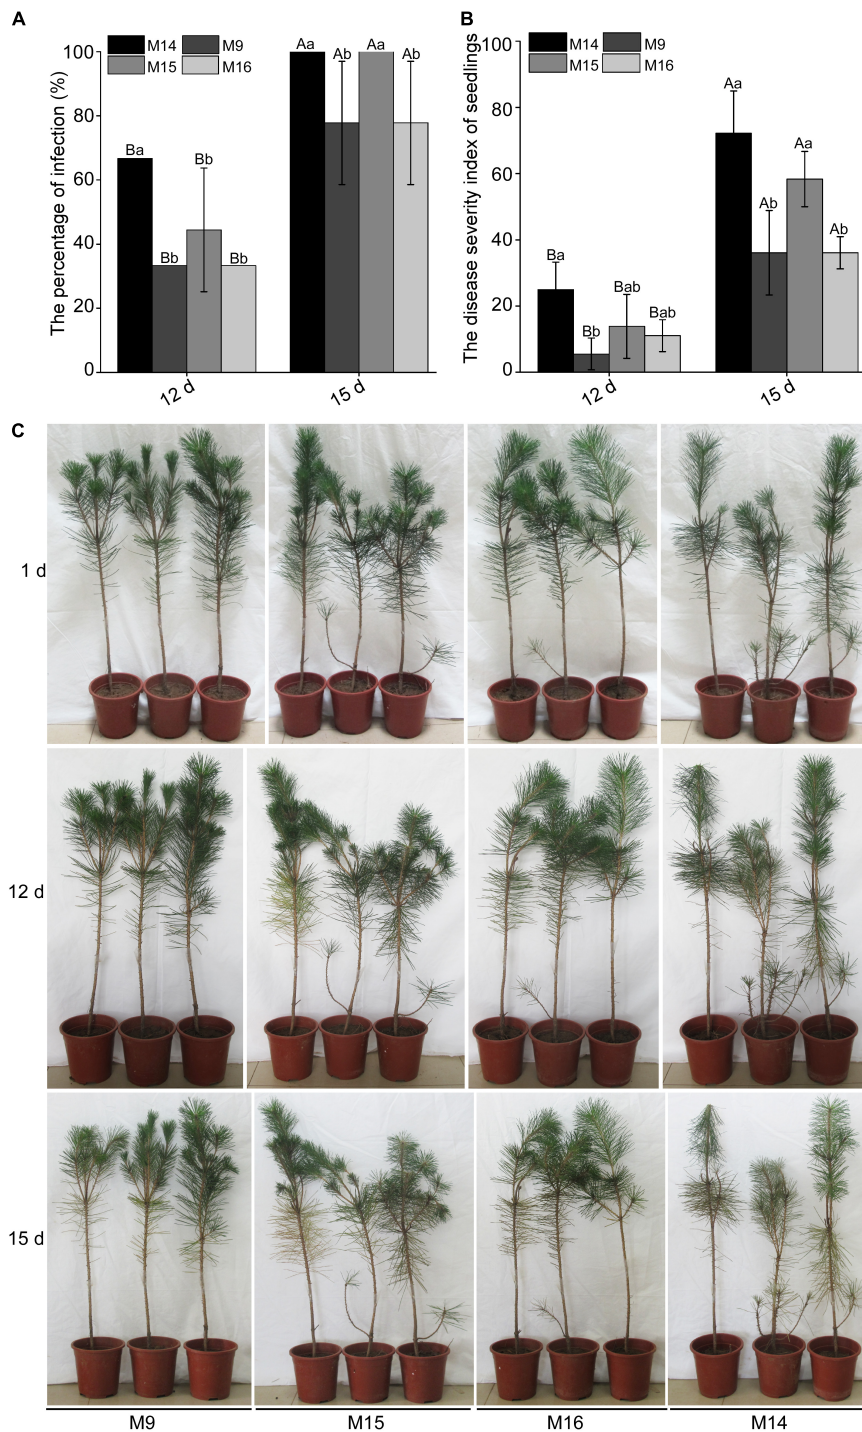 A
The percentage of infection (%)
M14 M9
M15 M16
100
80
60
40
20
0
Ba
Bb
Bb
Bb
Aa
Ab
Aa
Ab
12 d
15 d
B
The disease severity index of seedlings
M14 M9
M15 M16
100
80
60
40
20
0
Ba
Bb
Bab
Bab
Aa
Ab
Aa
Ab
12 d
15 d
C
1 d
12 d
15 d
M9 M15 M16 M14